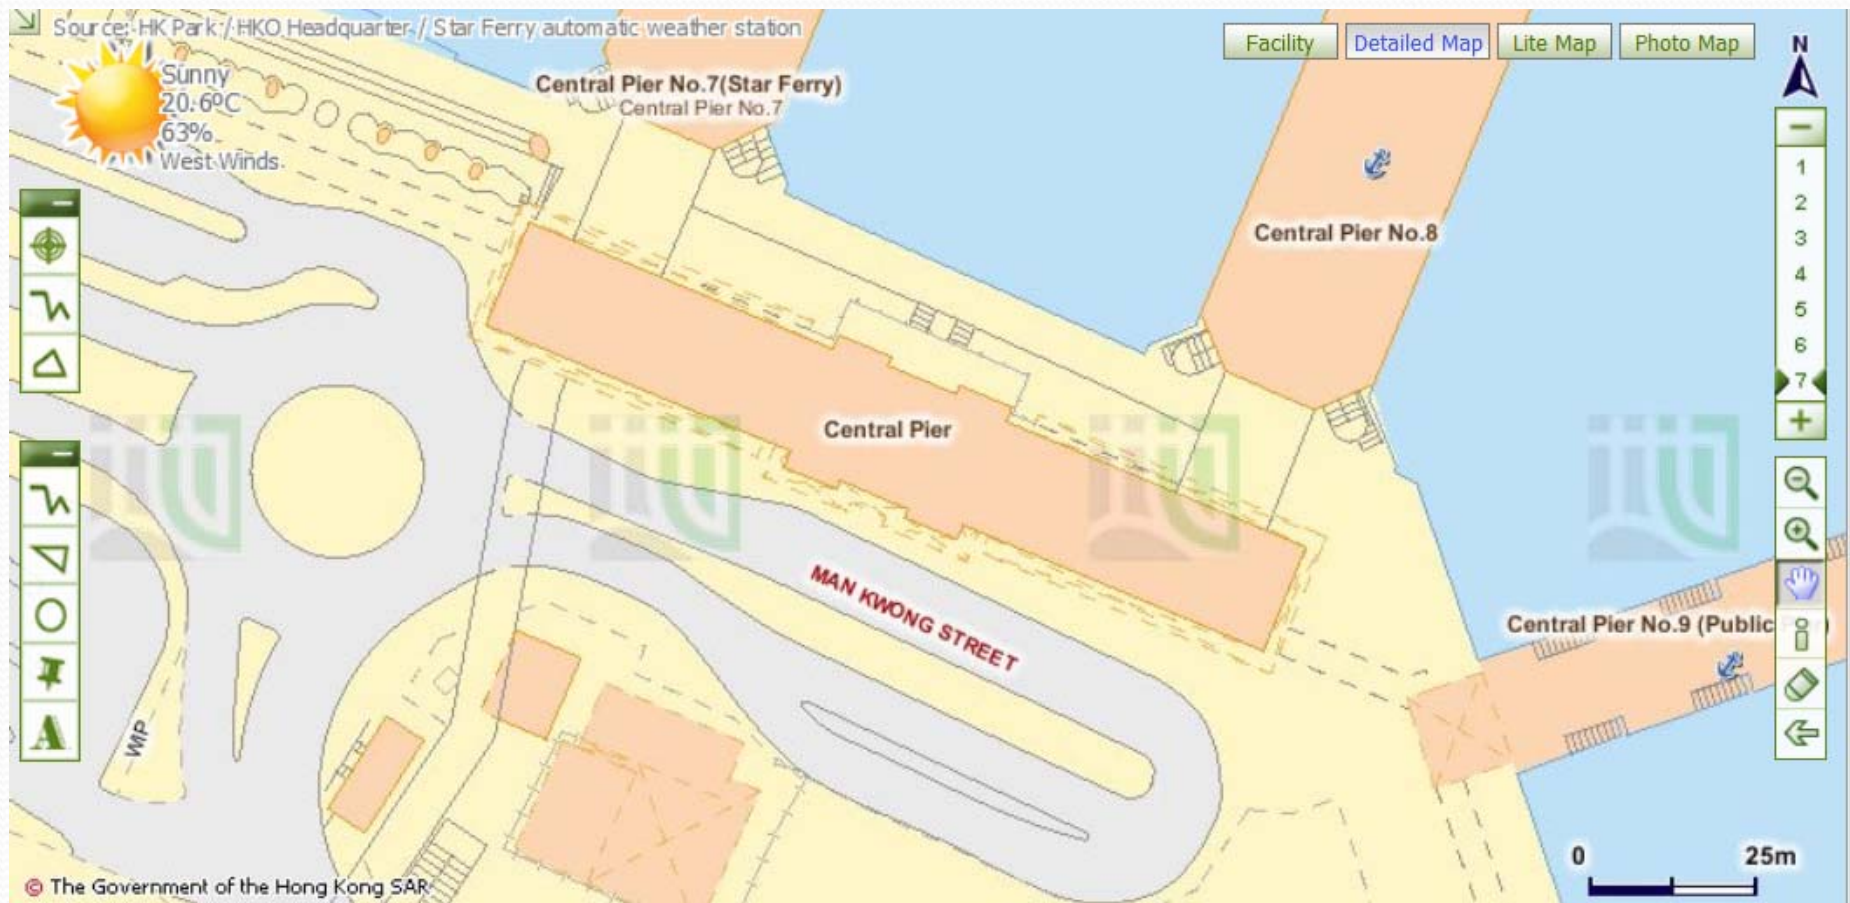 Source: HK Park / HKO Headquarter / Star Ferry automatic weather station
Sunny
20.6ºC
63%
West Winds
Facility
Detailed Map
Lite Map
Photo Map
N
Central Pier No.7(Star Ferry)
Central Pier No.7
Central Pier No.8
1
2
3
4
5
6
7
Central Pier
MAN KWONG STREET
Central Pier No.9 (Public
WIP
A
0 25m
© The Government of the Hong Kong SAR